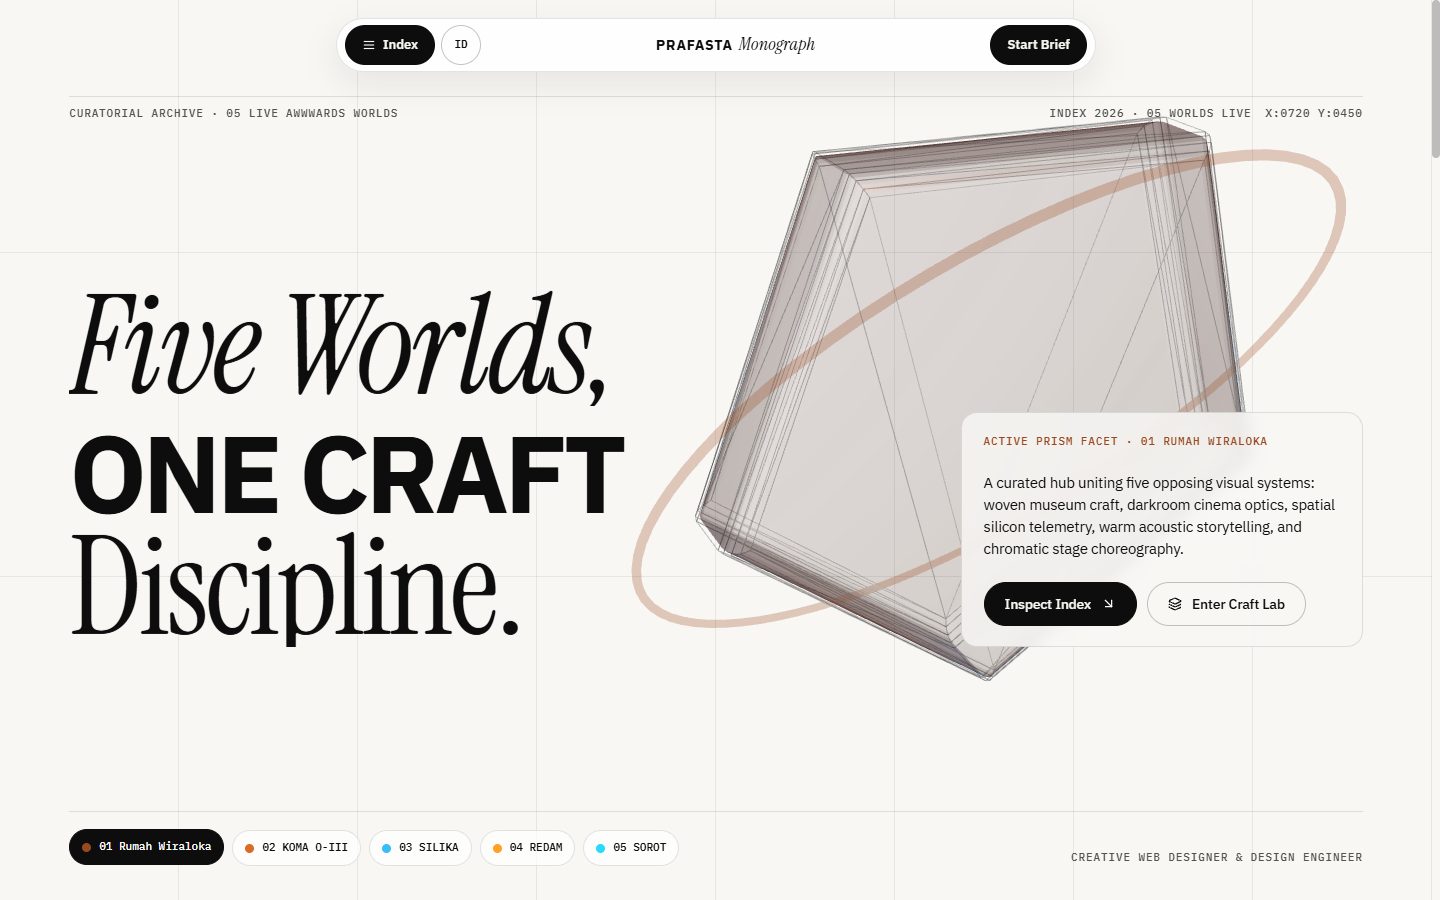 Index
ID
PRAFASTA Monograph
Start Brief
CURATORIAL ARCHIVE · 05 LIVE AWWWARDS WORLDS
INDEX 2026 · 05 WORLDS LIVE X:0720 Y:0450
Five Worlds,
ONE CRAFT
Discipline.
ACTIVE PRISM FACET · 01 RUMAH WIRALOKA
A curated hub uniting five opposing visual systems:
woven museum craft, darkroom cinema optics, spatial
silicon telemetry, warm acoustic storytelling, and
chromatic stage choreography.
Inspect Index
Enter Craft Lab
01 Rumah Wiraloka
02 KOMA O-III
03 SILIKA
04 REDAM
05 SOROT
CREATIVE WEB DESIGNER & DESIGN ENGINEER